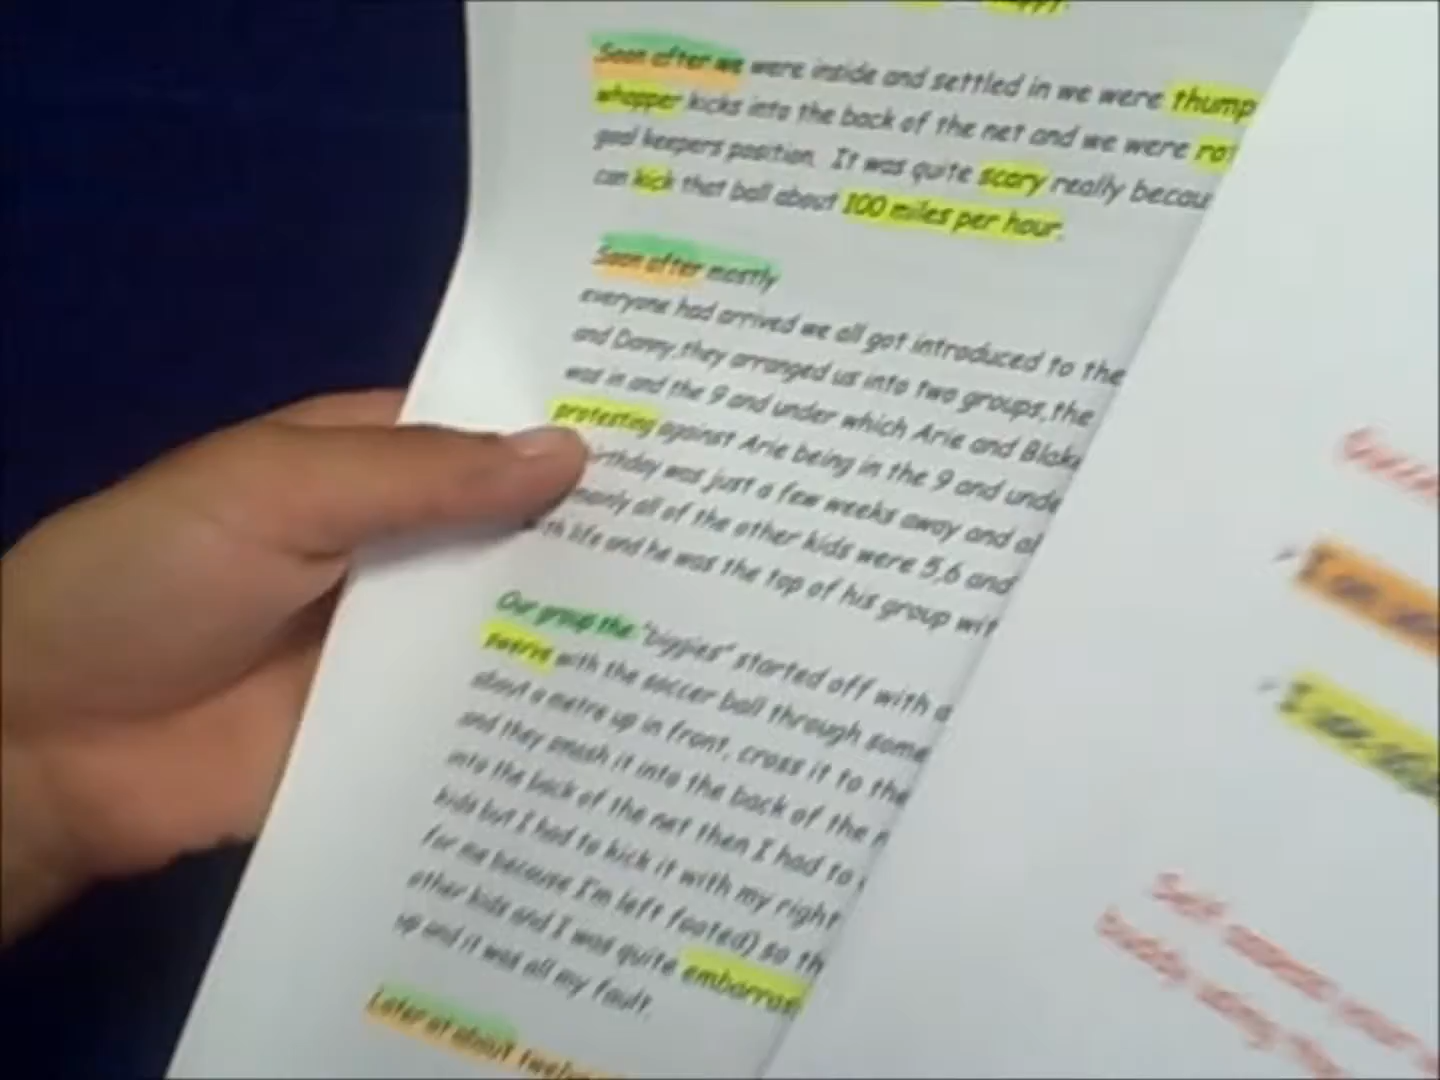 Soon after we were inside and settled in we were thump
whopper kicks into the back of the net and we were
goal keepers position. It was quite scary really becau
can kick that ball about 100 miles per hour.
Soon after mostly
everyone had arrived we all got introduced to the
and Danny,they arranged us into two groups,the
was in and the 9 and under which Arie and Blake
protesting against Arie being in the 9 and unde
birthday was just a few weeks away and al
all of the other kids were 5,6 and
life and he was the top of his group wit
Our group the "biggies" started off with a
with the soccer ball through some
about a metre up in front, cross it to the
and they smash it into the back of the n
into the back of the net then I had to
kids but I had to kick it with my right
for me because I'm left footed) so th
other kids and I was quite embarras
up and it was all my fault.
Later at about twelve
I
I
Self assess your
buddy using the